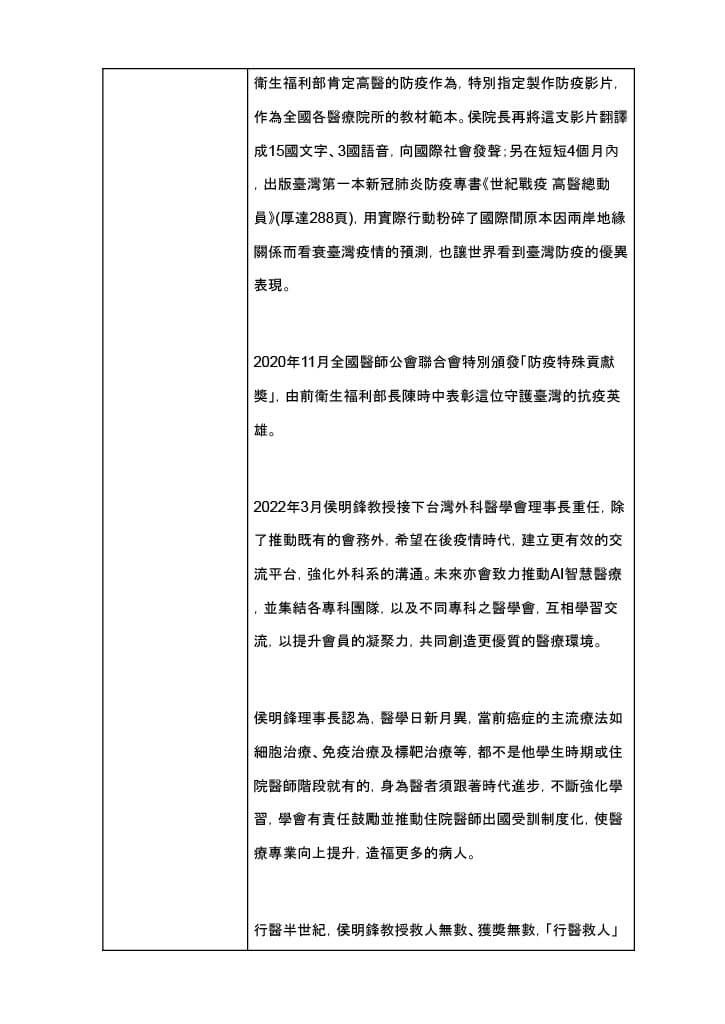 衛生福利部肯定高醫的防疫作為，特別指定製作防疫影片，
作為全國各醫療院所的教材範本。侯院長再將這支影片翻譯
成15國文字、3國語音，向國際社會發聲；另在短短4個月內
，出版臺灣第一本新冠肺炎防疫專書《世紀戰疫 高醫總動
員》(厚達288頁)，用實際行動粉碎了國際間原本因兩岸地緣
關係而看衰臺灣疫情的預測，也讓世界看到臺灣防疫的優異
表現。
2020年11月全國醫師公會聯合會特別頒發「防疫特殊貢獻
獎」，由前衛生福利部長陳時中表彰這位守護臺灣的抗疫英
雄。
2022年3月侯明鋒教授接下台灣外科醫學會理事長重任，除
了推動既有的會務外，希望在後疫情時代，建立更有效的交
流平台，強化外科系的溝通。未來亦會致力推動AI智慧醫療
，並集結各專科團隊，以及不同專科之醫學會，互相學習交
流，以提升會員的凝聚力，共同創造更優質的醫療環境。
侯明鋒理事長認為，醫學日新月異，當前癌症的主流療法如
細胞治療、免疫治療及標靶治療等，都不是他學生時期或住
院醫師階段就有的，身為醫者須跟著時代進步，不斷強化學
習，學會有責任鼓勵並推動住院醫師出國受訓制度化，使醫
療專業向上提升，造福更多的病人。
行醫半世紀，侯明鋒教授救人無數、獲獎無數，「行醫救人」